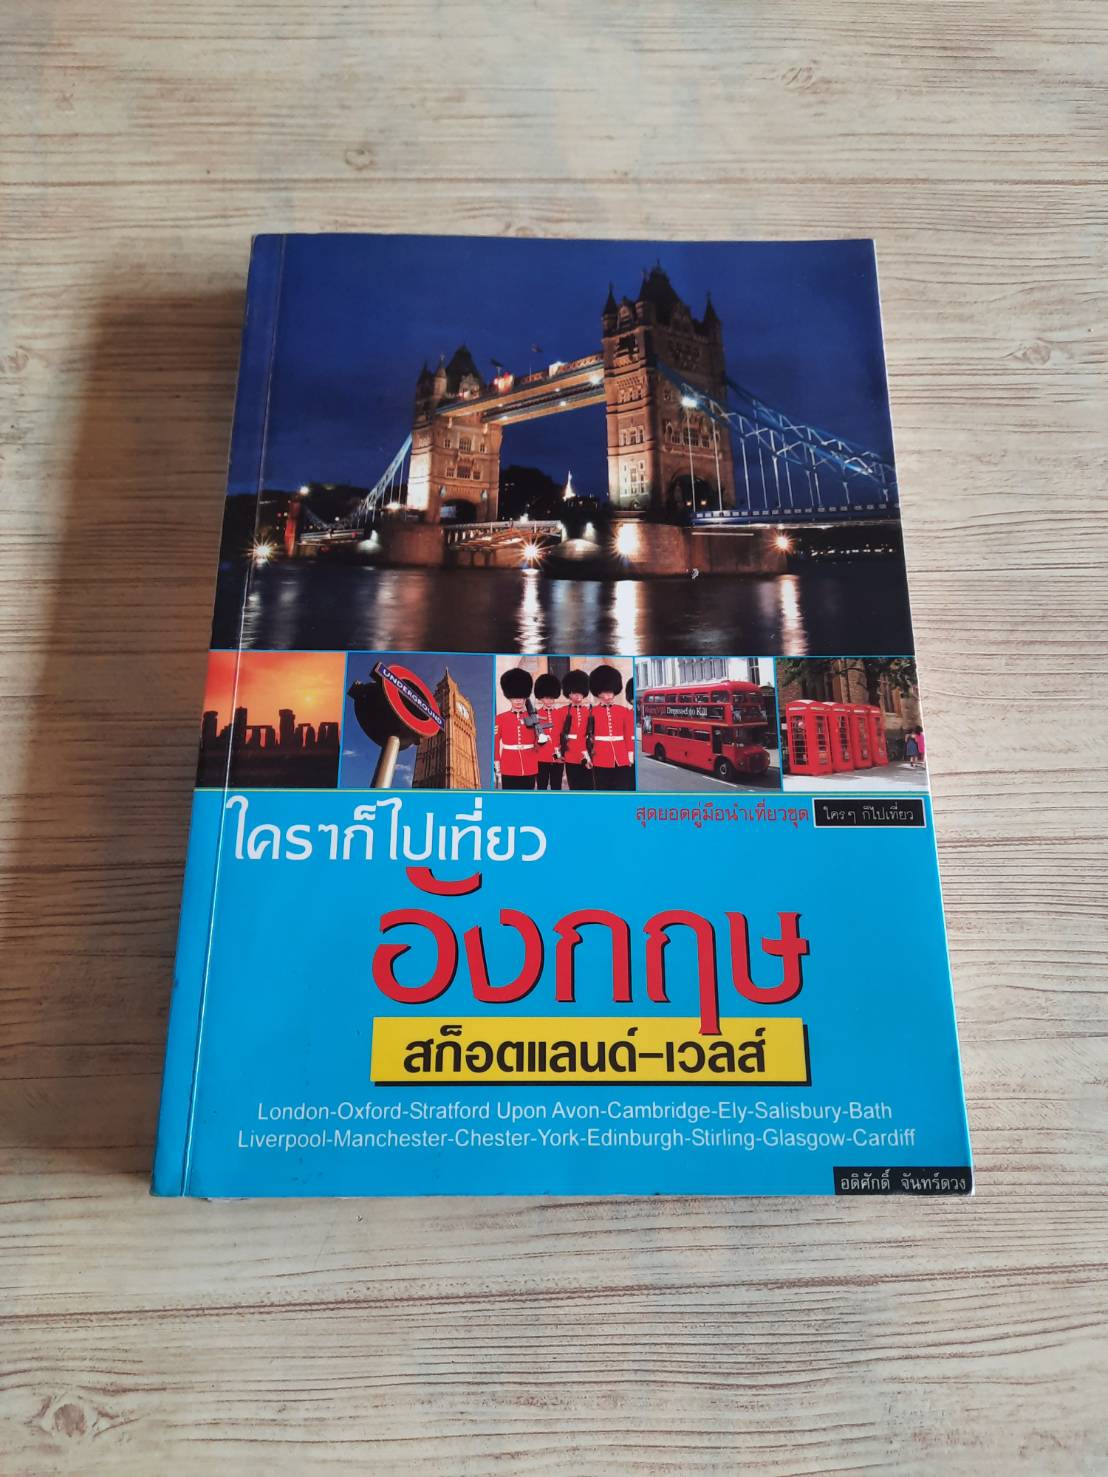 UNDERGROUND
Dressed to Kill
ใครๆก็ไปเที่ยว
สุดยอดคู่มือนำเที่ยวชุด ใครๆ ก็ไปเที่ยว
อังกฤษ
สก็อตแลนด์-เวลส์
London-Oxford-Stratford Upon Avon-Cambridge-Ely-Salisbury-Bath
Liverpool-Manchester-Chester-York-Edinburgh-Stirling-Glasgow-Cardiff
อดิศักดิ์ จันทร์ดวง